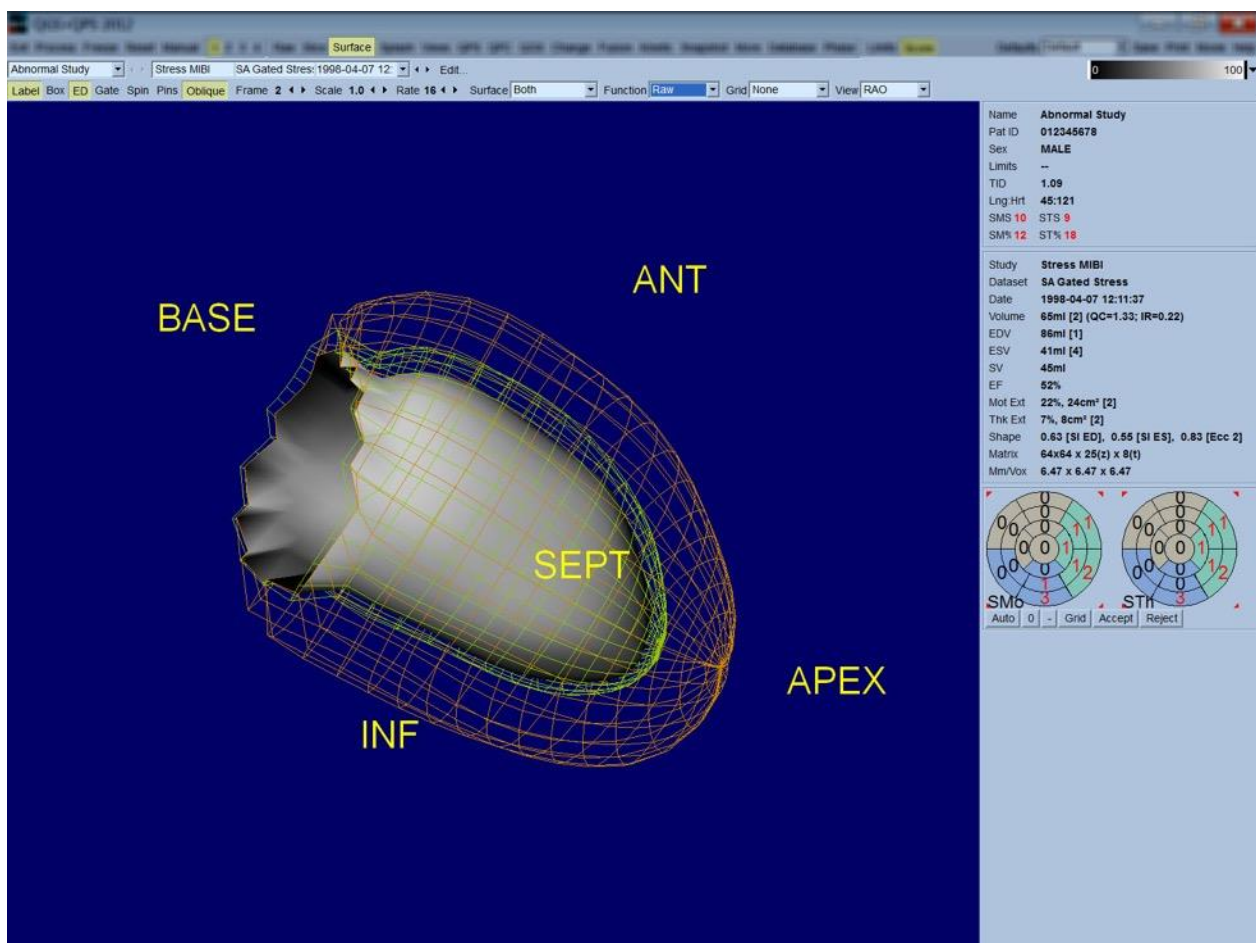 QGS+QPS 2012
Surface
Abnormal Study Stress MIBI SA Gated Stres: 1998-04-07 12: Edit...
0 100
Label Box ED Gate Spin Pins Oblique Frame 2 Scale 1.0 Rate 16 Surface Both Function Raw Grid None View RAO
Name Abnormal Study
Pat ID 012345678
Sex MALE
Limits --
TID 1.09
Lng:Hrt 45:121
SMS 10 STS 9
SM% 12 ST% 18
Study Stress MIBI
Dataset SA Gated Stress
Date 1998-04-07 12:11:37
Volume 65ml [2] (QC=1.33; IR=0.22)
EDV 86ml [1]
ESV 41ml [4]
SV 45ml
EF 52%
Mot Ext 22%, 24cm² [2]
Thk Ext 7%, 8cm² [2]
Shape 0.63 [SI ED], 0.55 [SI ES], 0.83 [Ecc 2]
Matrix 64x64 x 25(z) x 8(t)
Mm/Vox 6.47 x 6.47 x 6.47
BASE
ANT
SEPT
APEX
INF
SMo STh
Auto 0 - Grid Accept Reject